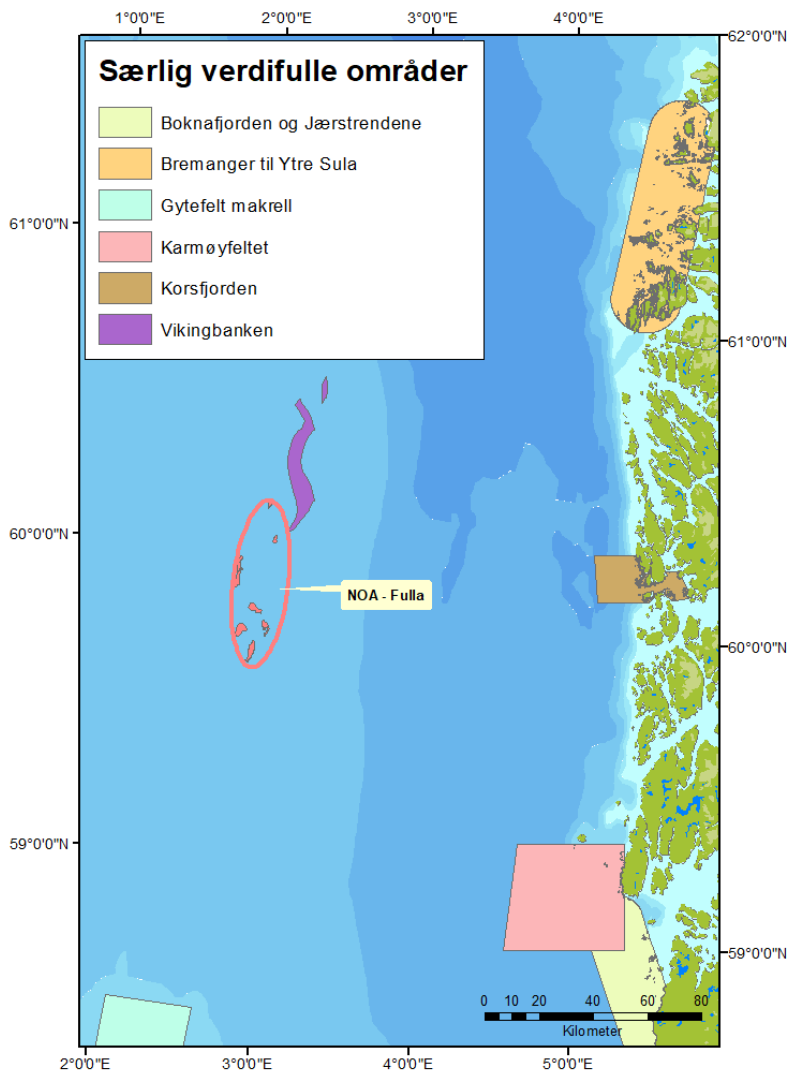 1°0'0"E 2°0'0"E 3°0'0"E 4°0'0"E
62°0'0"N
Særlig verdifulle områder
Boknafjorden og Jærstrendene
Bremanger til Ytre Sula
Gytefelt makrell
Karmøyfeltet
Korsfjorden
Vikingbanken
61°0'0"N
61°0'0"N
60°0'0"N
NOA - Fulla
60°0'0"N
59°0'0"N
59°0'0"N
0 10 20 40 60 80
Kilometer
2°0'0"E 3°0'0"E 4°0'0"E 5°0'0"E